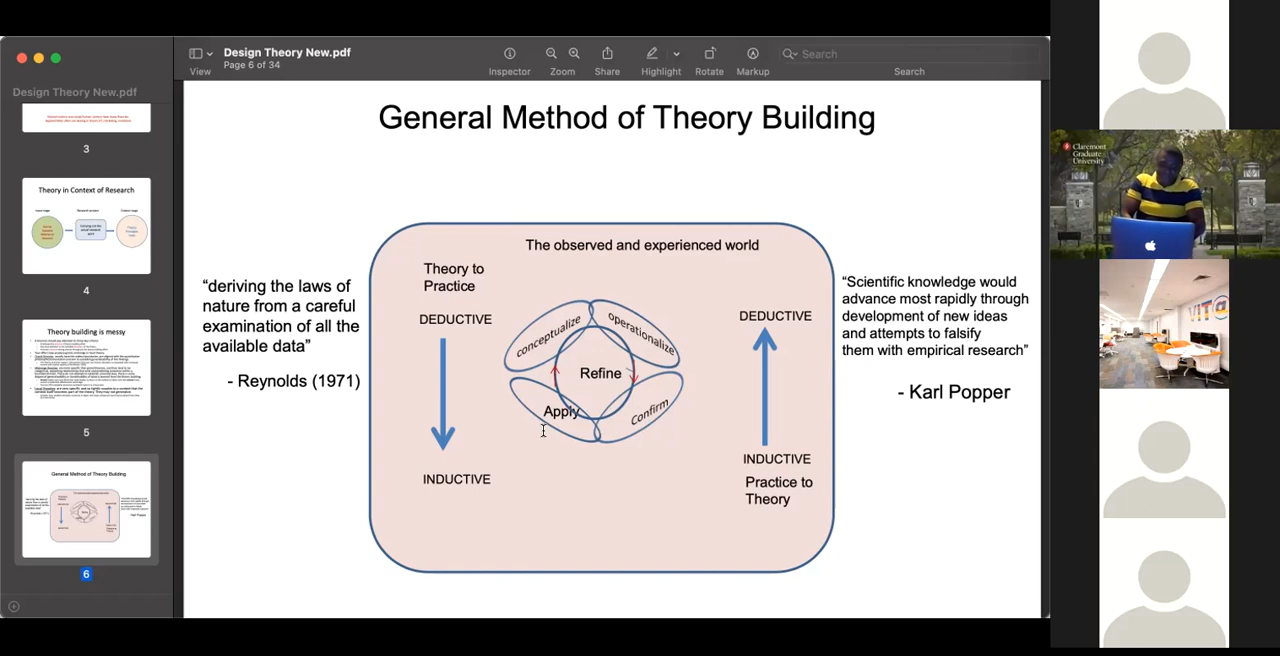 Design Theory New.pdf
Page 6 of 34
View
Inspector
Zoom
Share
Highlight
Rotate
Markup
Search
Search
Design Theory New.pdf
3
Theory in Context of Research
4
Theory building is messy
5
General Method of Theory Building
6
General Method of Theory Building
The observed and experienced world
Theory to
Practice
DEDUCTIVE
INDUCTIVE
conceptualize
operationalize
Refine
Apply
Confirm
DEDUCTIVE
INDUCTIVE
Practice to
Theory
“deriving the laws of
nature from a careful
examination of all the
available data”
- Reynolds (1971)
“Scientific knowledge would
advance most rapidly through
development of new ideas
and attempts to falsify
them with empirical research”
- Karl Popper
Claremont
Graduate
University